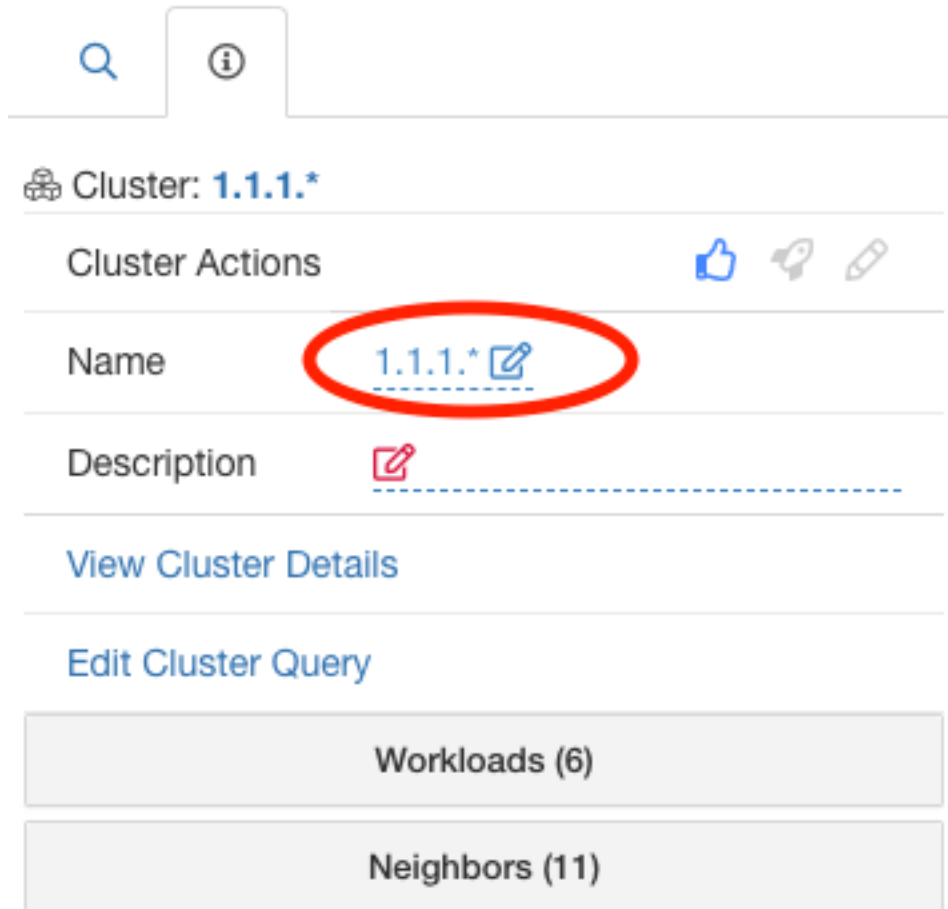 Cluster: 1.1.1.*
Cluster Actions
Name 1.1.1.*
Description
View Cluster Details
Edit Cluster Query
Workloads (6)
Neighbors (11)